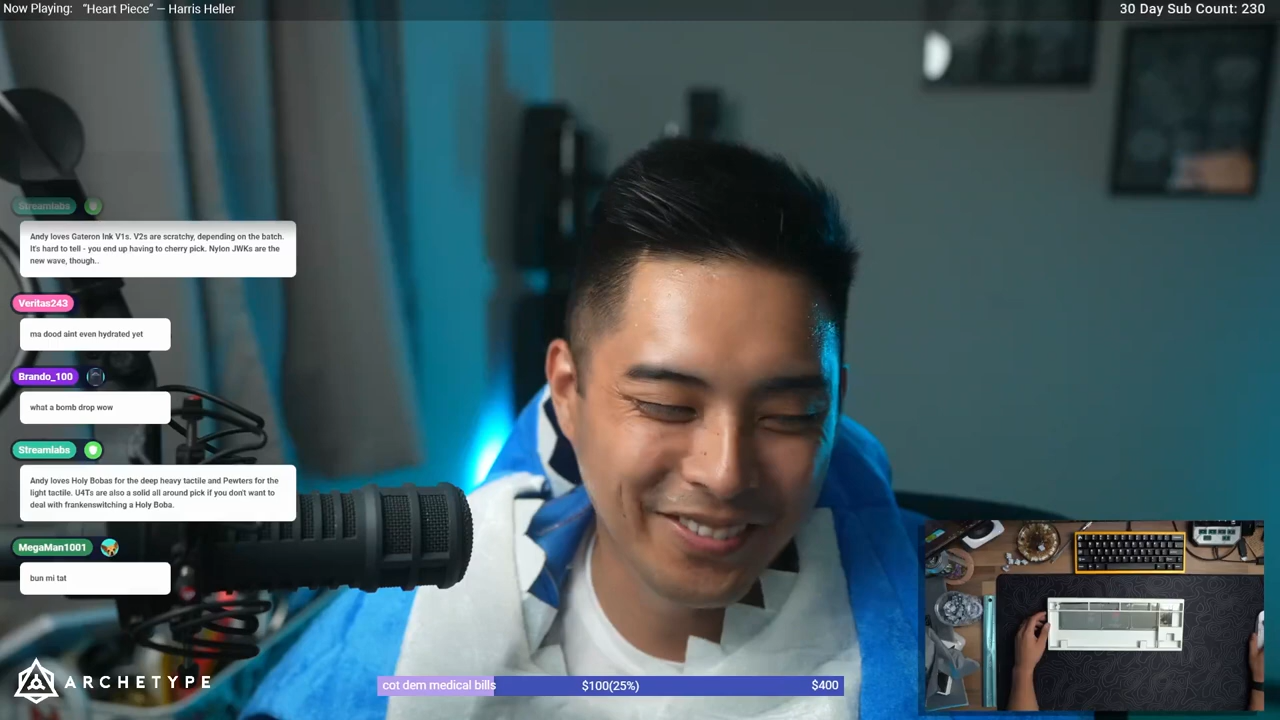 Now Playing: “Heart Piece” — Harris Heller
30 Day Sub Count: 230
Streamlabs
Andy loves Gateron Ink V1s. V2s are scratchy, depending on the batch.
It's hard to tell - you end up having to cherry pick. Nylon JWKs are the
new wave, though..
Veritas243
ma dood aint even hydrated yet
Brando_100
what a bomb drop wow
Streamlabs
Andy loves Holy Bobas for the deep heavy tactile and Pewters for the
light tactile. U4Ts are also a solid all around pick if you don't want to
deal with frankenswitching a Holy Boba.
MegaMan1001
bun mi tat
ARCHETYPE
cot dem medical bills $100(25%) $400